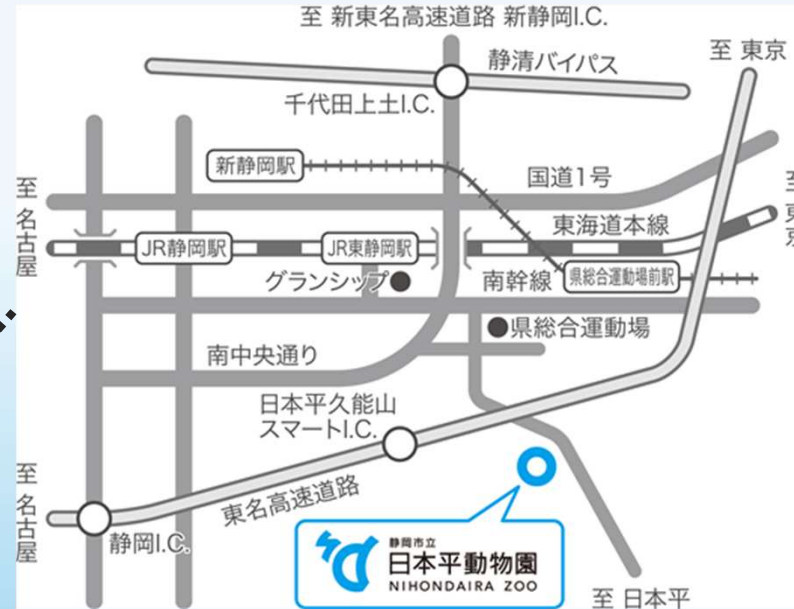 至 新東名高速道路 新静岡I.C.
静清バイパス
至 東京
千代田上土I.C.
新静岡駅
国道1号
至 名古屋
東海道本線
至 東京
JR静岡駅
JR東静岡駅
グランシップ
南幹線
県総合運動場前駅
県総合運動場
南中央通り
日本平久能山
スマートI.C.
至 名古屋
東名高速道路
静岡I.C.
静岡市立
日本平動物園
NIHONDAIRA ZOO
至 日本平